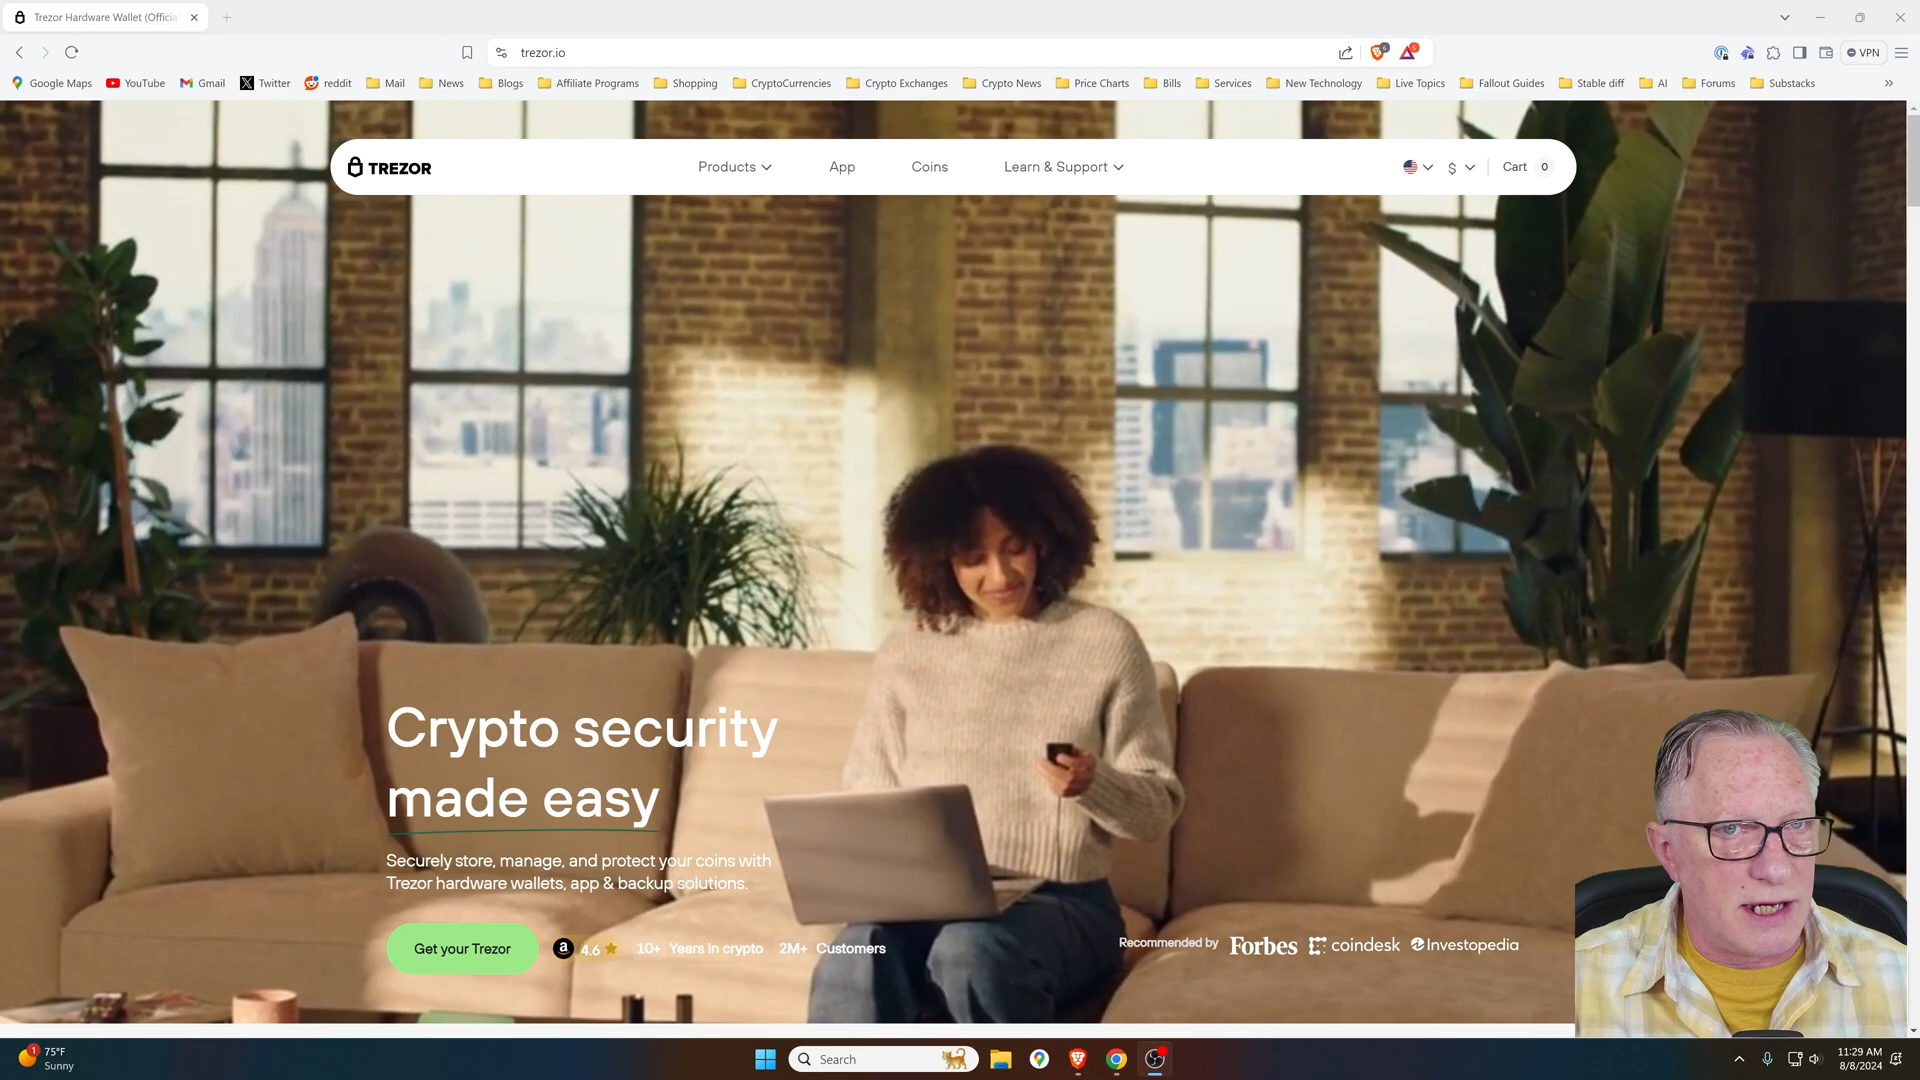 Trezor Hardware Wallet (Officia
trezor.io
6
5
VPN
Google Maps
YouTube
Gmail
Twitter
reddit
Mail
News
Blogs
Affiliate Programs
Shopping
CryptoCurrencies
Crypto Exchanges
Crypto News
Price Charts
Bills
Services
New Technology
Live Topics
Fallout Guides
Stable diff
AI
Forums
Substacks
TREZOR
Products
App
Coins
Learn & Support
$
Cart
0
Crypto security
made easy
Securely store, manage, and protect your coins with
Trezor hardware wallets, app & backup solutions.
Get your Trezor
a
4.6
10+ Years in crypto
2M+ Customers
Recommended by
Forbes
coindesk
Investopedia
1
75°F
Sunny
Search
11:29 AM
8/8/2024